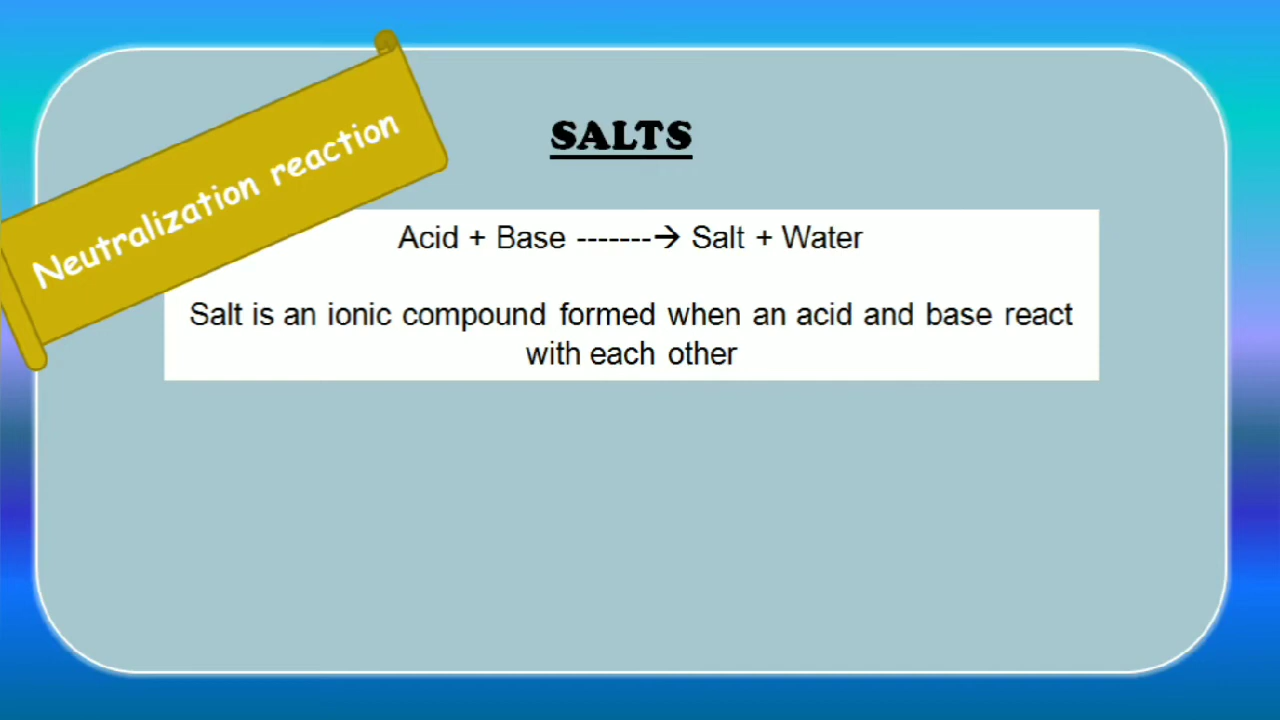 Neutralization reaction
SALTS
Acid + Base -------→ Salt + Water
Salt is an ionic compound formed when an acid and base react
with each other